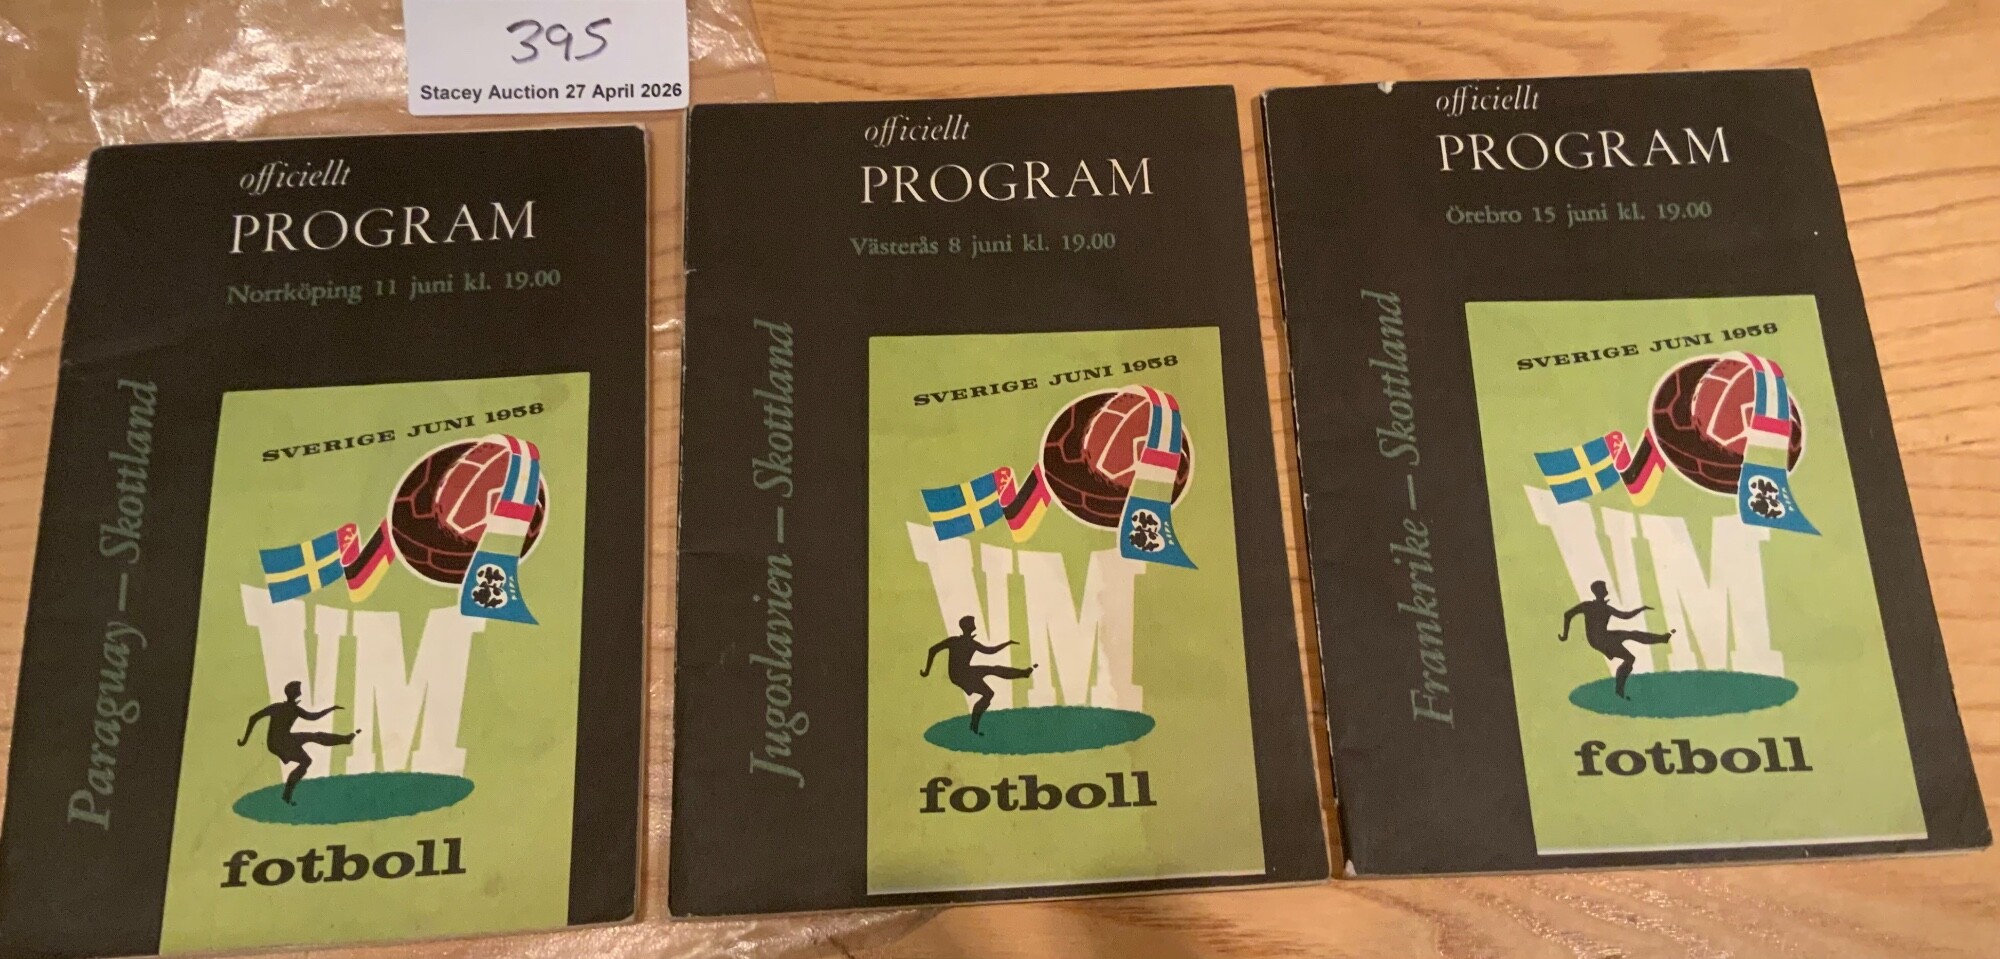 395
Stacey Auction 27 April 2026
officiellt
PROGRAM
Norrköping 11 juni kl. 19.00
Paraguay — Skottland
SVERIGE JUNI 1958
VM
fotboll
officiellt
PROGRAM
Västerås 8 juni kl. 19.00
Jugoslavien — Skottland
SVERIGE JUNI 1958
FIFA
VM
fotboll
officiellt
PROGRAM
Örebro 15 juni kl. 19.00
Frankrike — Skottland
SVERIGE JUNI 1958
FIFA
VM
fotboll